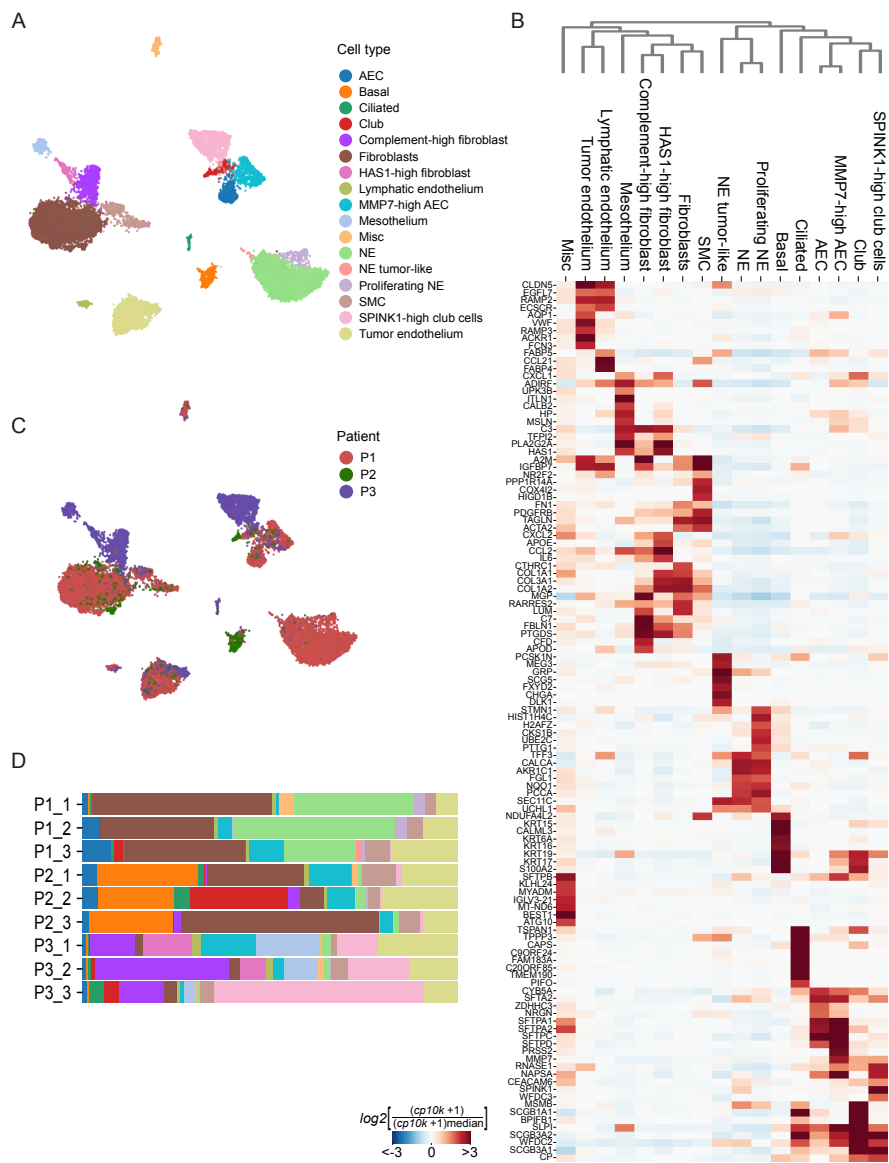 A
Cell type
AEC
Basal
Ciliated
Club
Complement-high fibroblast
Fibroblasts
HAS1-high fibroblast
Lymphatic endothelium
MMP7-high AEC
Mesothelium
Misc
NE
NE tumor-like
Proliferating NE
SMC
SPINK1-high club cells
Tumor endothelium
C
Patient
P1
P2
P3
D
P1_1
P1_2
P1_3
P2_1
P2_2
P2_3
P3_1
P3_2
P3_3
B
Misc
Tumor endothelium
Lymphatic endothelium
Mesothelium
Complement-high fibroblast
HAS1-high fibroblast
Fibroblasts
SMC
NE tumor-like
NE
Proliferating NE
Basal
Ciliated
AEC
MMP7-high AEC
Club
SPINK1-high club cells
CLDN5
EGFL7
RAMP2
ECSCR
AQP1
VWF
RAMP3
ACKR1
FCN3
FABP5
CCL21
FABP4
CXCL1
ADIRF
UPK3B
ITLN1
CALB2
HP
MSLN
C3
TFPI2
PLA2G2A
HAS1
A2M
IGFBP7
NR2F2
PPP1R14A
COX4I2
HIGD1B
FN1
PDGFRB
TAGLN
ACTA2
CXCL2
APOE
CCL2
IL6
CTHRC1
COL1A1
COL3A1
COL1A2
MGP
RARRES2
LUM
C7
FBLN1
PTGDS
CFD
APOD
PCSK1N
MEG3
GRP
SCG5
FXYD2
CHGA
DLK1
STMN1
HIST1H4C
H2AFZ
CKS1B
UBE2C
PTTG1
TFF3
CALCA
AKR1C1
FGL1
NQO1
PCCA
SEC11C
UCHL1
NDUFA4L2
KRT15
CALML3
KRT6A
KRT16
KRT19
KRT17
S100A2
SFTPB
KLHL24
MYADM
IGLV3-21
MT-ND6
BEST1
ATG10
TSPAN1
TPPP3
CAPS
C9ORF24
FAM183A
C20ORF85
TMEM190
PIFO
CYB5A
SFTA2
ZDHHC3
NRGN
SFTPA1
SFTPA2
SFTPC
SFTPD
PRSS2
MMP7
RNASE1
NAPSA
CEACAM6
SPINK1
WFDC3
MSMB
SCGB1A1
BPIFB1
SLPI
SCGB3A2
WFDC2
SCGB3A1
CP
log2[(cp10k +1)/(cp10k +1)median]
<-3 0 >3